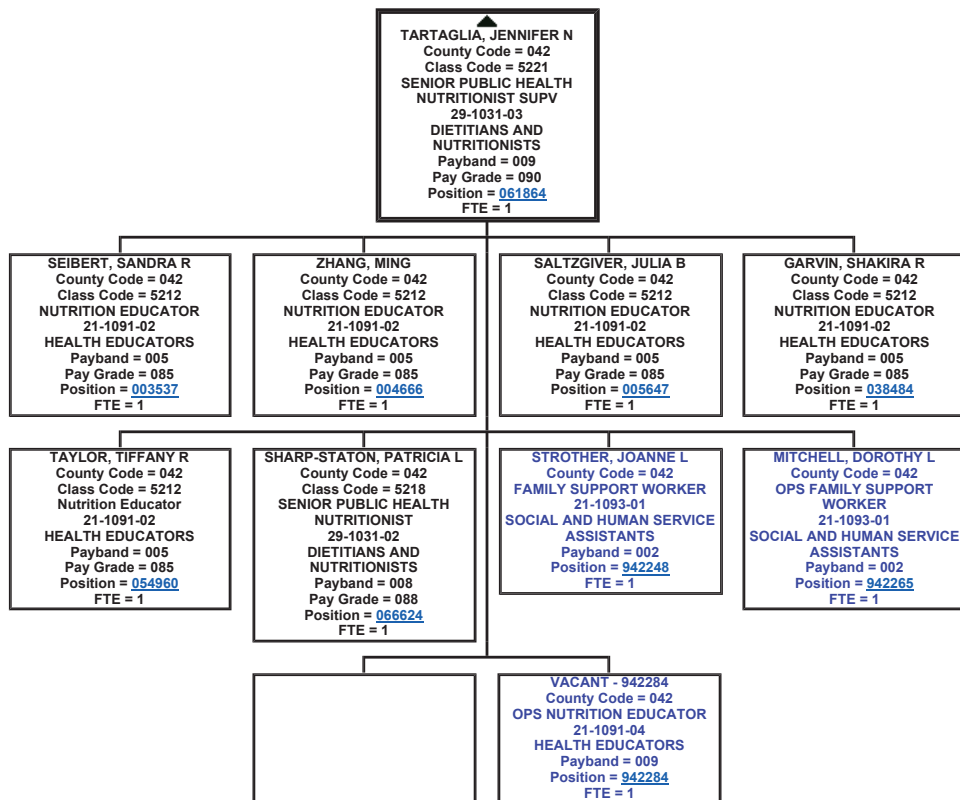 TARTAGLIA, JENNIFER N
County Code = 042
Class Code = 5221
SENIOR PUBLIC HEALTH
NUTRITIONIST SUPV
29-1031-03
DIETITIANS AND
NUTRITIONISTS
Payband = 009
Pay Grade = 090
Position = 061864
FTE = 1
SEIBERT, SANDRA R
County Code = 042
Class Code = 5212
NUTRITION EDUCATOR
21-1091-02
HEALTH EDUCATORS
Payband = 005
Pay Grade = 085
Position = 003537
FTE = 1
ZHANG, MING
County Code = 042
Class Code = 5212
NUTRITION EDUCATOR
21-1091-02
HEALTH EDUCATORS
Payband = 005
Pay Grade = 085
Position = 004666
FTE = 1
SALTZGIVER, JULIA B
County Code = 042
Class Code = 5212
NUTRITION EDUCATOR
21-1091-02
HEALTH EDUCATORS
Payband = 005
Pay Grade = 085
Position = 005647
FTE = 1
GARVIN, SHAKIRA R
County Code = 042
Class Code = 5212
NUTRITION EDUCATOR
21-1091-02
HEALTH EDUCATORS
Payband = 005
Pay Grade = 085
Position = 038484
FTE = 1
TAYLOR, TIFFANY R
County Code = 042
Class Code = 5212
Nutrition Educator
21-1091-02
HEALTH EDUCATORS
Payband = 005
Pay Grade = 085
Position = 054960
FTE = 1
SHARP-STATON, PATRICIA L
County Code = 042
Class Code = 5218
SENIOR PUBLIC HEALTH
NUTRITIONIST
29-1031-02
DIETITIANS AND
NUTRITIONISTS
Payband = 008
Pay Grade = 088
Position = 066624
FTE = 1
STROTHER, JOANNE L
County Code = 042
FAMILY SUPPORT WORKER
21-1093-01
SOCIAL AND HUMAN SERVICE
ASSISTANTS
Payband = 002
Position = 942248
FTE = 1
MITCHELL, DOROTHY L
County Code = 042
OPS FAMILY SUPPORT
WORKER
21-1093-01
SOCIAL AND HUMAN SERVICE
ASSISTANTS
Payband = 002
Position = 942265
FTE = 1
VACANT - 942284
County Code = 042
OPS NUTRITION EDUCATOR
21-1091-04
HEALTH EDUCATORS
Payband = 009
Position = 942284
FTE = 1